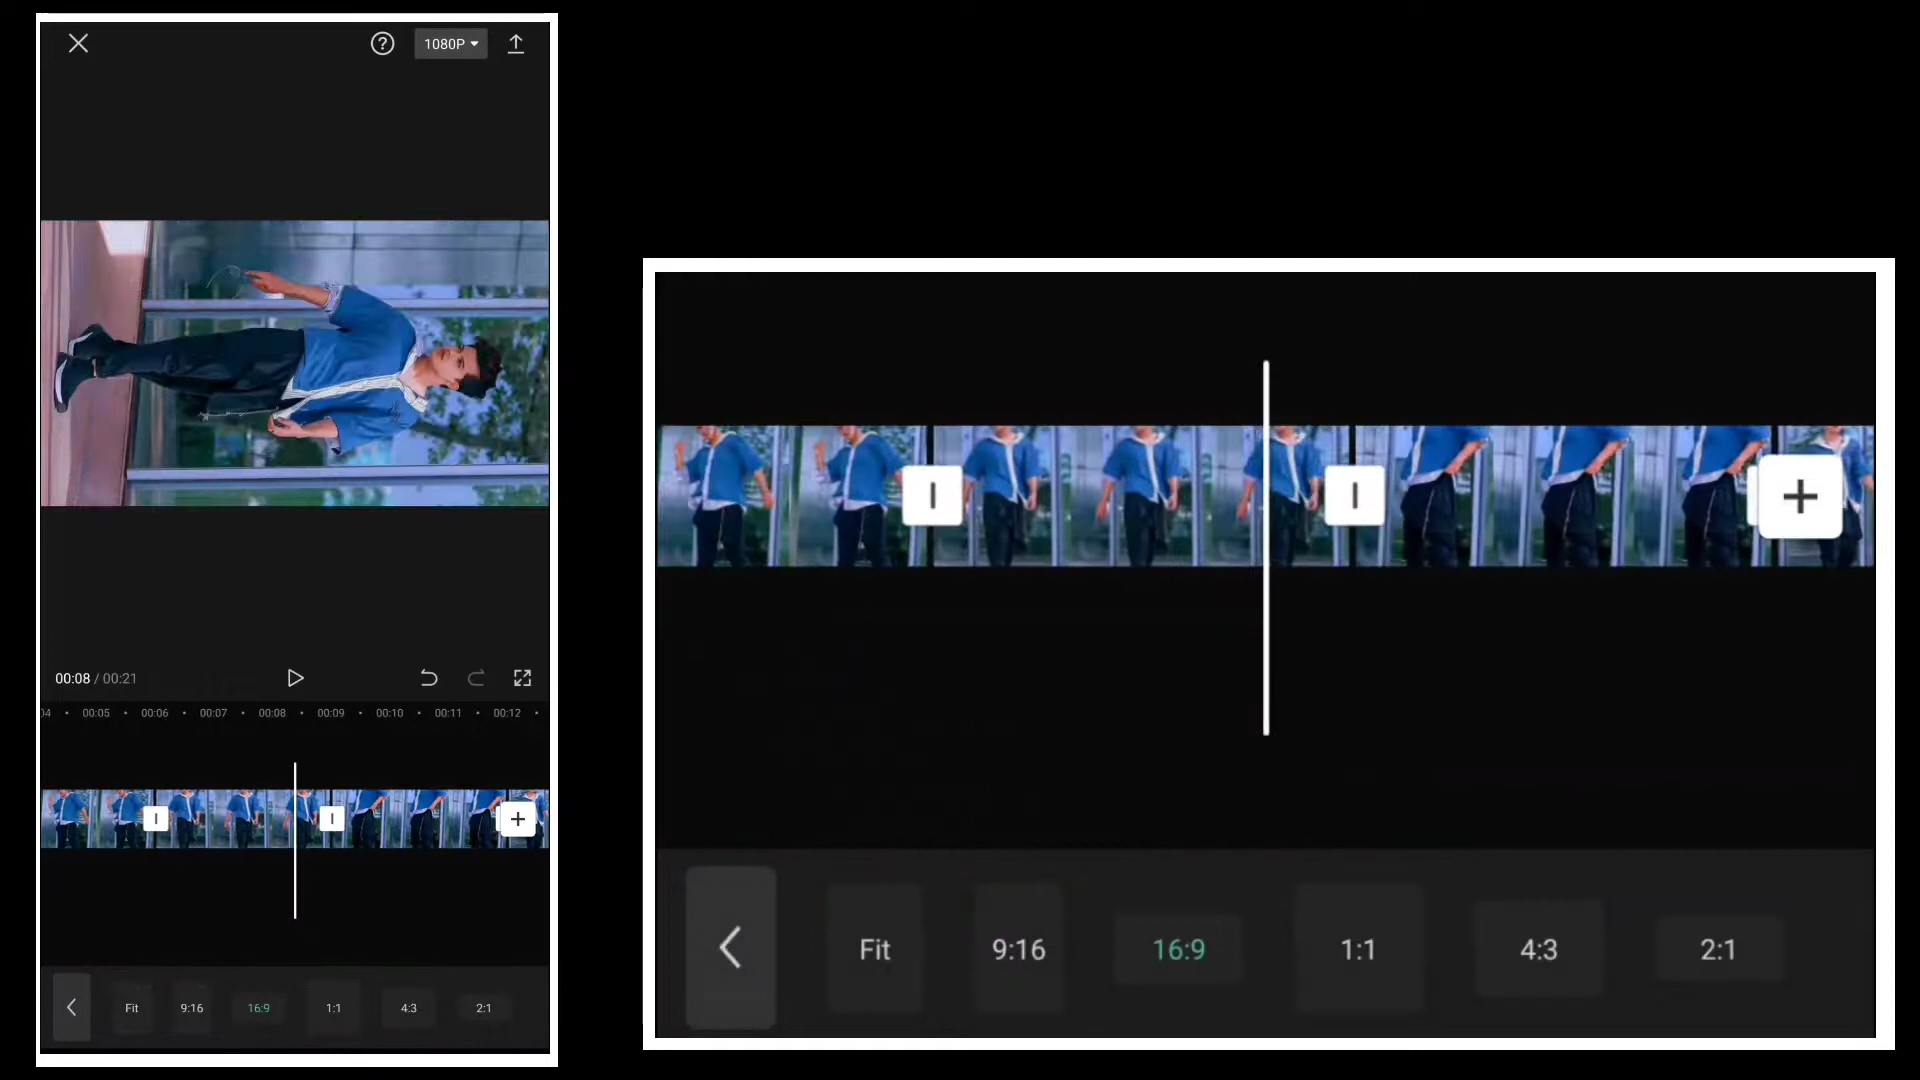 1080P
00:08 / 00:21
04 00:05 00:06 00:07 00:08 00:09 00:10 00:11 00:12
Fit 9:16 16:9 1:1 4:3 2:1
Fit 9:16 16:9 1:1 4:3 2:1